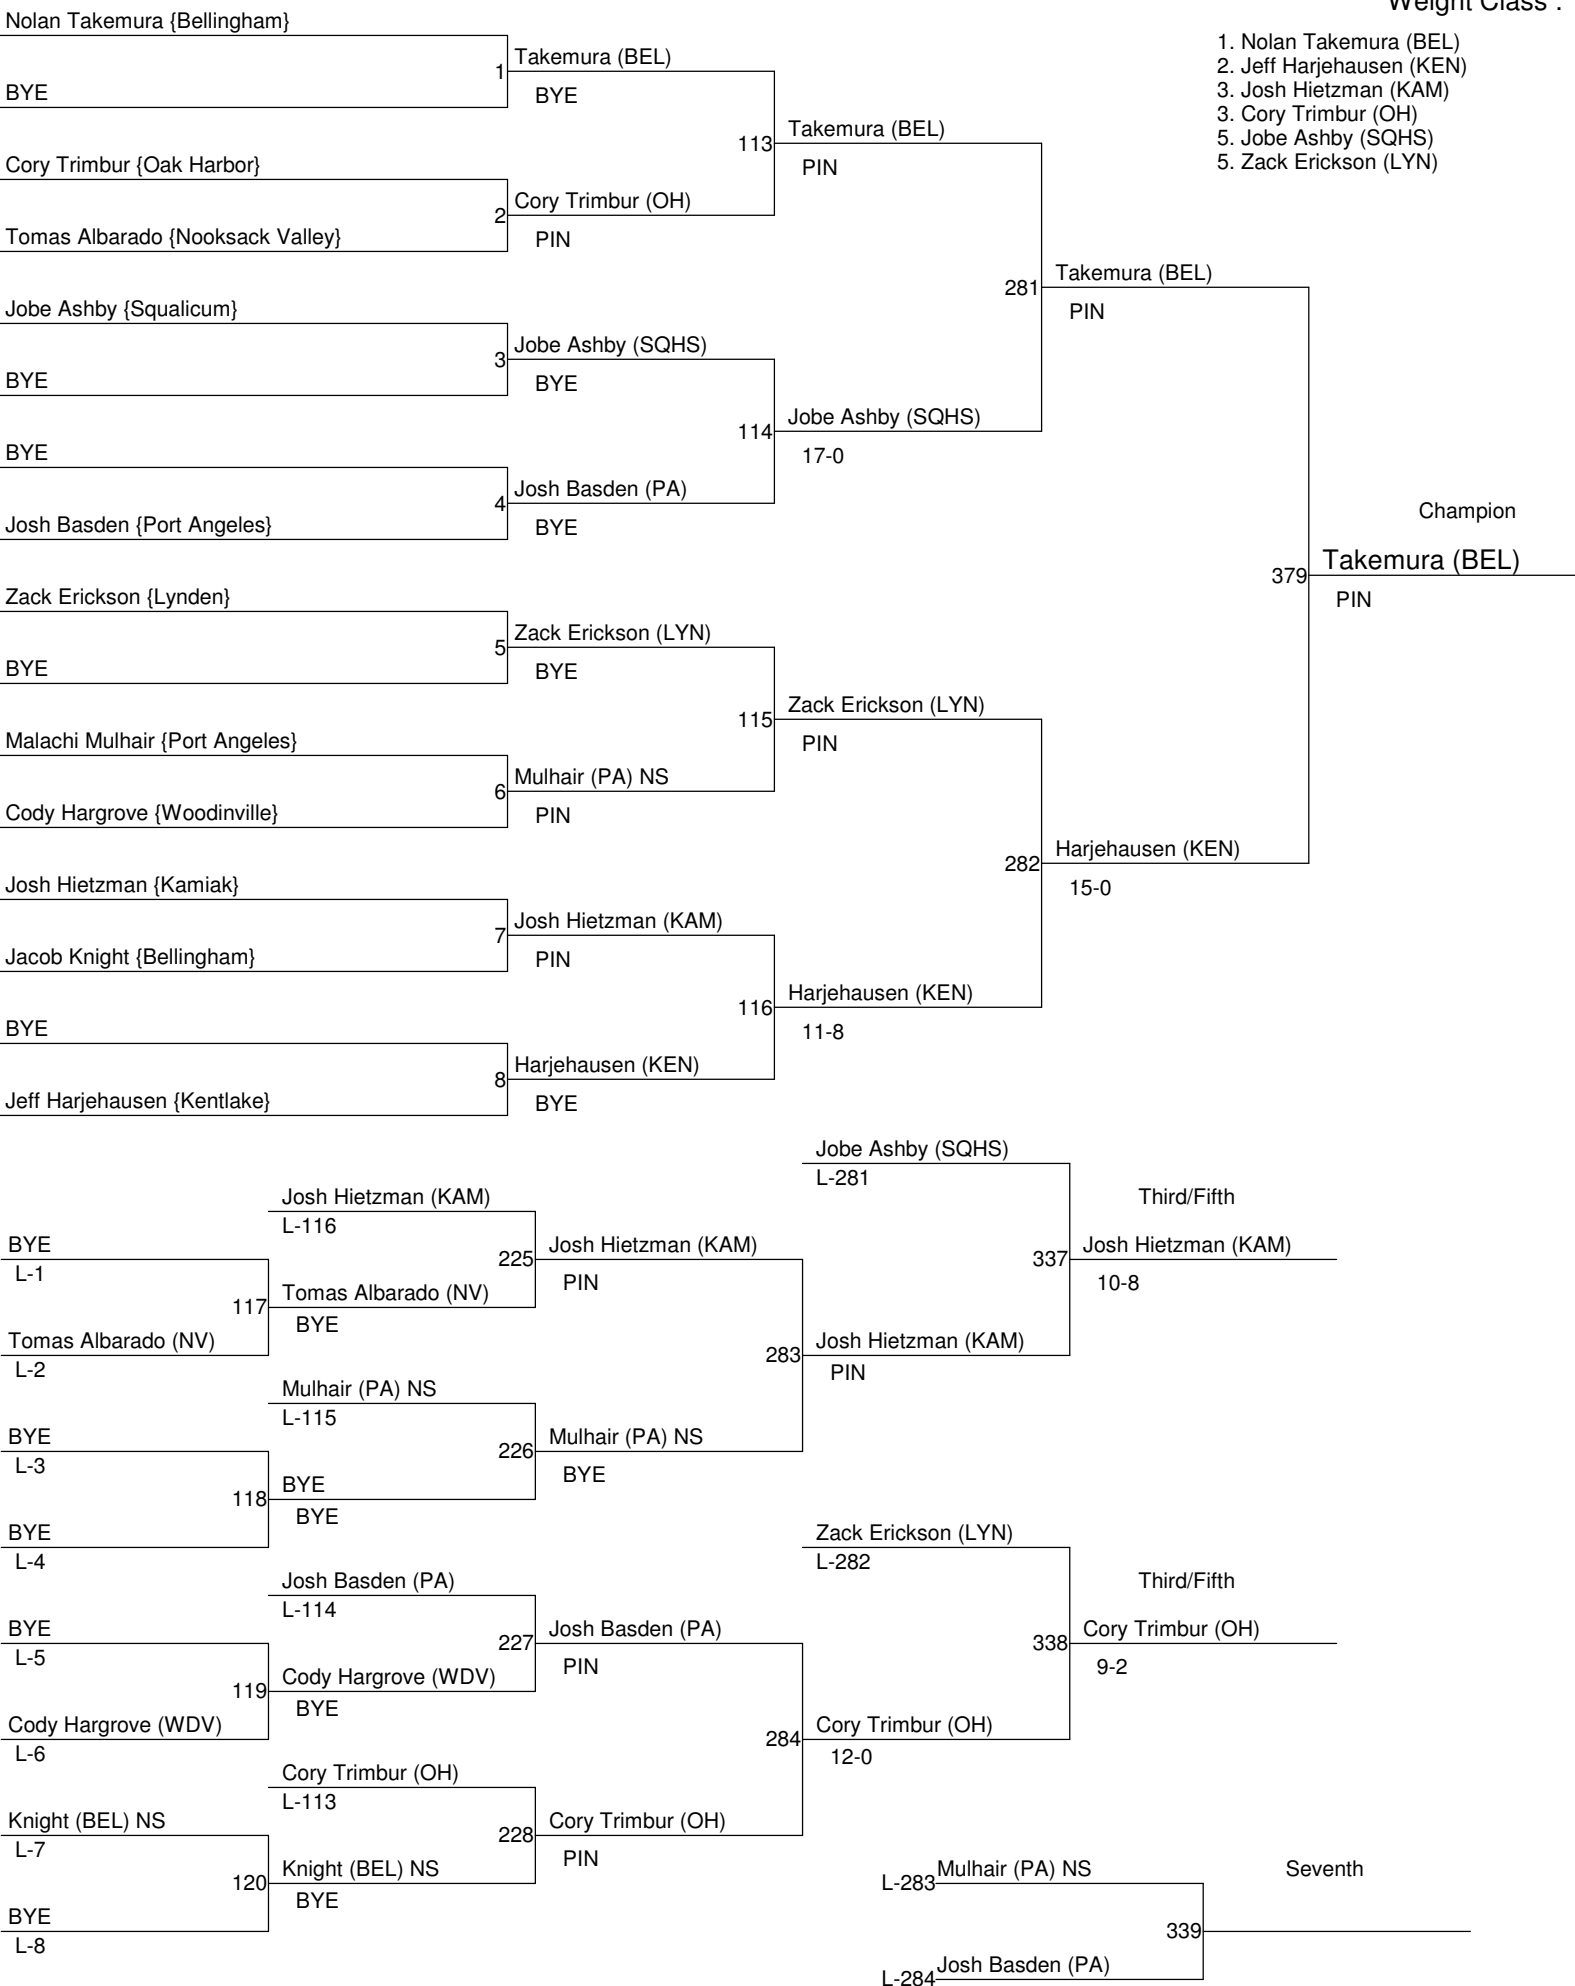 Weight Class :
1. Nolan Takemura (BEL)
2. Jeff Harjehausen (KEN)
3. Josh Hietzman (KAM)
3. Cory Trimbur (OH)
5. Jobe Ashby (SQHS)
5. Zack Erickson (LYN)
Nolan Takemura {Bellingham}
BYE
Cory Trimbur {Oak Harbor}
Tomas Albarado {Nooksack Valley}
Jobe Ashby {Squalicum}
BYE
BYE
Josh Basden {Port Angeles}
Zack Erickson {Lynden}
BYE
Malachi Mulhair {Port Angeles}
Cody Hargrove {Woodinville}
Josh Hietzman {Kamiak}
Jacob Knight {Bellingham}
BYE
Jeff Harjehausen {Kentlake}
1
Takemura (BEL)
BYE
2
Cory Trimbur (OH)
PIN
3
Jobe Ashby (SQHS)
BYE
4
Josh Basden (PA)
BYE
5
Zack Erickson (LYN)
BYE
6
Mulhair (PA) NS
PIN
7
Josh Hietzman (KAM)
PIN
8
Harjehausen (KEN)
BYE
113
Takemura (BEL)
PIN
114
Jobe Ashby (SQHS)
17-0
115
Zack Erickson (LYN)
PIN
116
Harjehausen (KEN)
11-8
281
Takemura (BEL)
PIN
282
Harjehausen (KEN)
15-0
Champion
379
Takemura (BEL)
PIN
BYE
L-1
Tomas Albarado (NV)
L-2
BYE
L-3
BYE
L-4
BYE
L-5
Cody Hargrove (WDV)
L-6
Knight (BEL) NS
L-7
BYE
L-8
Josh Hietzman (KAM)
L-116
117
Tomas Albarado (NV)
BYE
Mulhair (PA) NS
L-115
118
BYE
BYE
Josh Basden (PA)
L-114
119
Cody Hargrove (WDV)
BYE
Cory Trimbur (OH)
L-113
120
Knight (BEL) NS
BYE
225
Josh Hietzman (KAM)
PIN
226
Mulhair (PA) NS
BYE
227
Josh Basden (PA)
PIN
228
Cory Trimbur (OH)
PIN
Jobe Ashby (SQHS)
L-281
283
Josh Hietzman (KAM)
PIN
Zack Erickson (LYN)
L-282
284
Cory Trimbur (OH)
12-0
Third/Fifth
337
Josh Hietzman (KAM)
10-8
Third/Fifth
338
Cory Trimbur (OH)
9-2
L-283
Mulhair (PA) NS
L-284
Josh Basden (PA)
339
Seventh